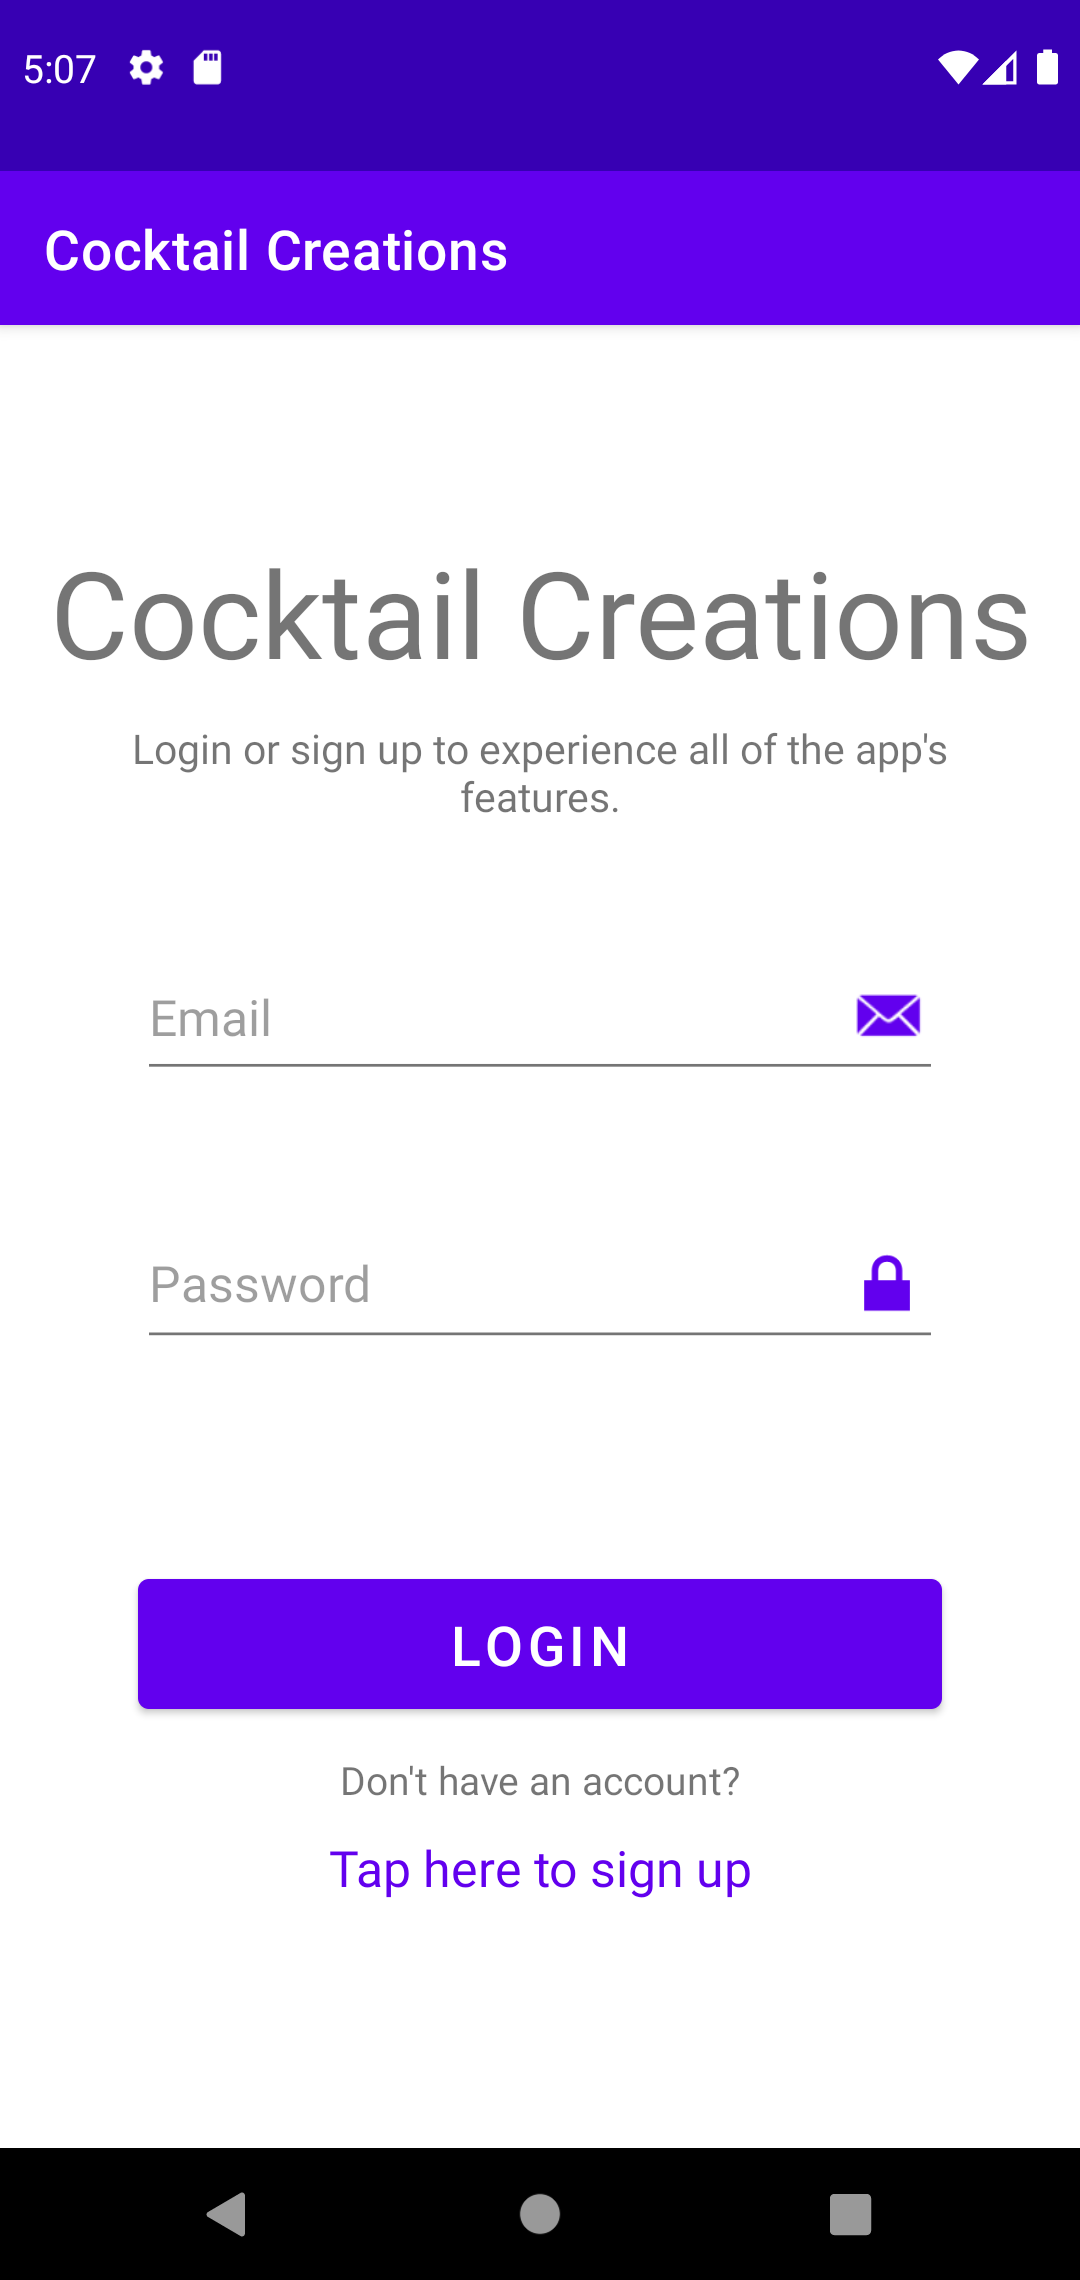 5:07
Cocktail Creations
Cocktail Creations
Login or sign up to experience all of the app's
features.
Email
Password
LOGIN
Don't have an account?
Tap here to sign up